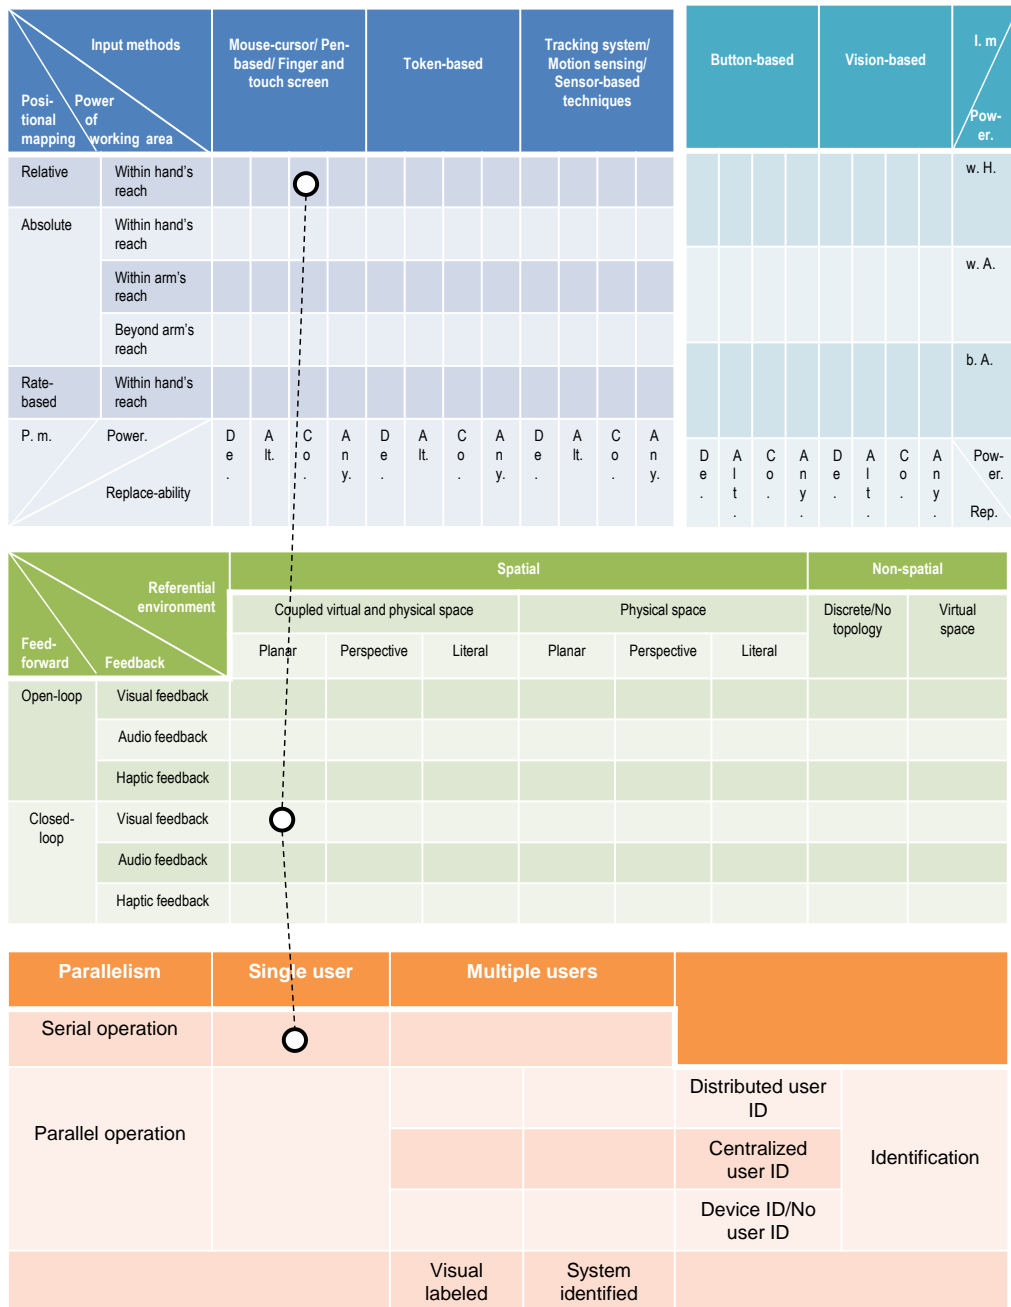 Input methods
Posi-
tional
mapping
Power
of
working area
Mouse-cursor/ Pen-
based/ Finger and
touch screen
Token-based
Tracking system/
Motion sensing/
Sensor-based
techniques
Relative
Within hand's
reach
Absolute
Within hand's
reach
Within arm's
reach
Beyond arm's
reach
Rate-
based
Within hand's
reach
P. m.
Power.
Replace-ability
D
e
.
A
lt.
C
o
.
A
n
y.
D
e
.
A
lt.
C
o
.
A
n
y.
D
e
.
A
lt.
C
o
.
A
n
y.
Button-based
Vision-based
I. m
Pow-
er.
w. H.
w. A.
b. A.
D
e
.
A
l
t
.
C
o
.
A
n
y
.
D
e
.
A
l
t
.
C
o
.
A
n
y
.
Pow-
er.
Rep.
Referential
environment
Feed-
forward
Feedback
Spatial
Non-spatial
Coupled virtual and physical space
Physical space
Discrete/No
topology
Virtual
space
Planar
Perspective
Literal
Planar
Perspective
Literal
Open-loop
Visual feedback
Audio feedback
Haptic feedback
Closed-
loop
Visual feedback
Audio feedback
Haptic feedback
Parallelism
Single user
Multiple users
Serial operation
Parallel operation
Distributed user
ID
Centralized
user ID
Device ID/No
user ID
Identification
Visual
labeled
System
identified